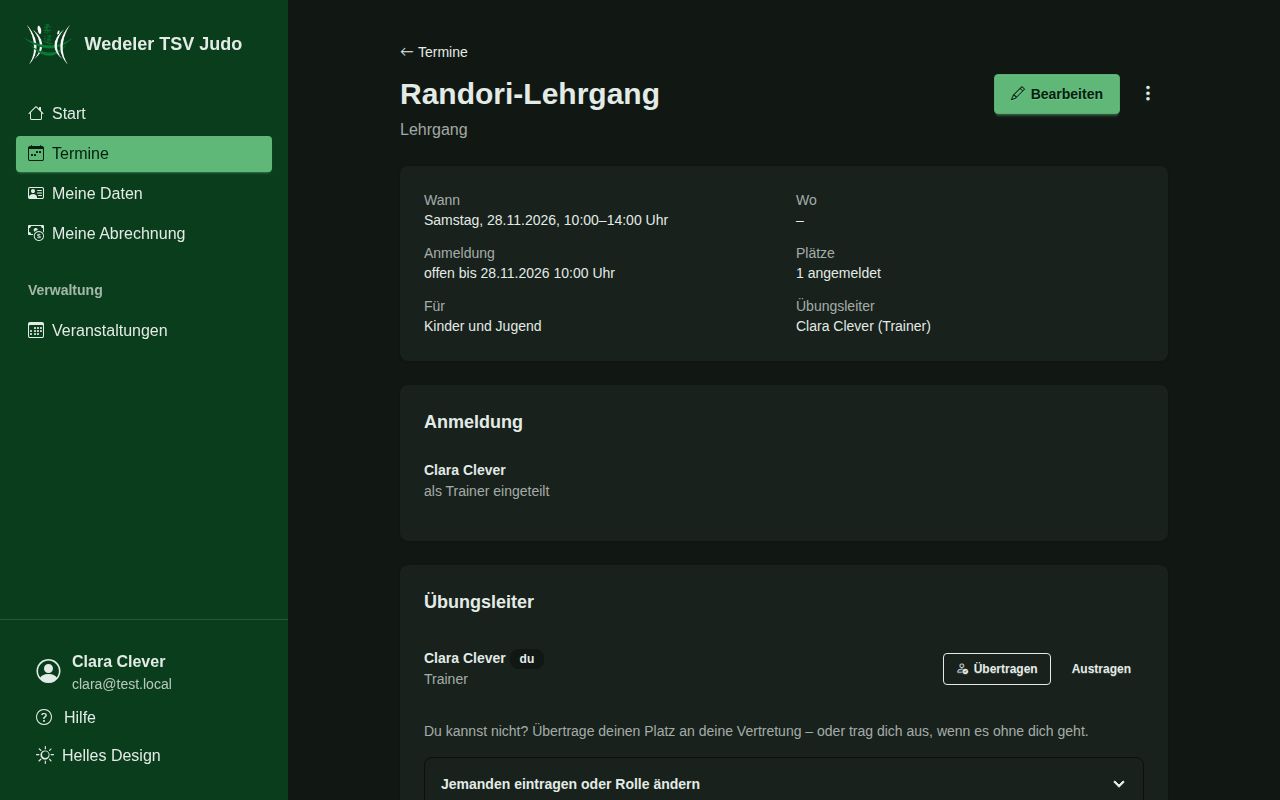 Wedeler TSV Judo
Start
Termine
Meine Daten
Meine Abrechnung
Verwaltung
Veranstaltungen
Clara Clever
clara@test.local
Hilfe
Helles Design
← Termine
Randori-Lehrgang
Bearbeiten
Lehrgang
Wann
Samstag, 28.11.2026, 10:00–14:00 Uhr
Wo
–
Anmeldung
offen bis 28.11.2026 10:00 Uhr
Plätze
1 angemeldet
Für
Kinder und Jugend
Übungsleiter
Clara Clever (Trainer)
Anmeldung
Clara Clever
als Trainer eingeteilt
Übungsleiter
Clara Clever du
Trainer
Übertragen
Austragen
Du kannst nicht? Übertrage deinen Platz an deine Vertretung – oder trag dich aus, wenn es ohne dich geht.
Jemanden eintragen oder Rolle ändern